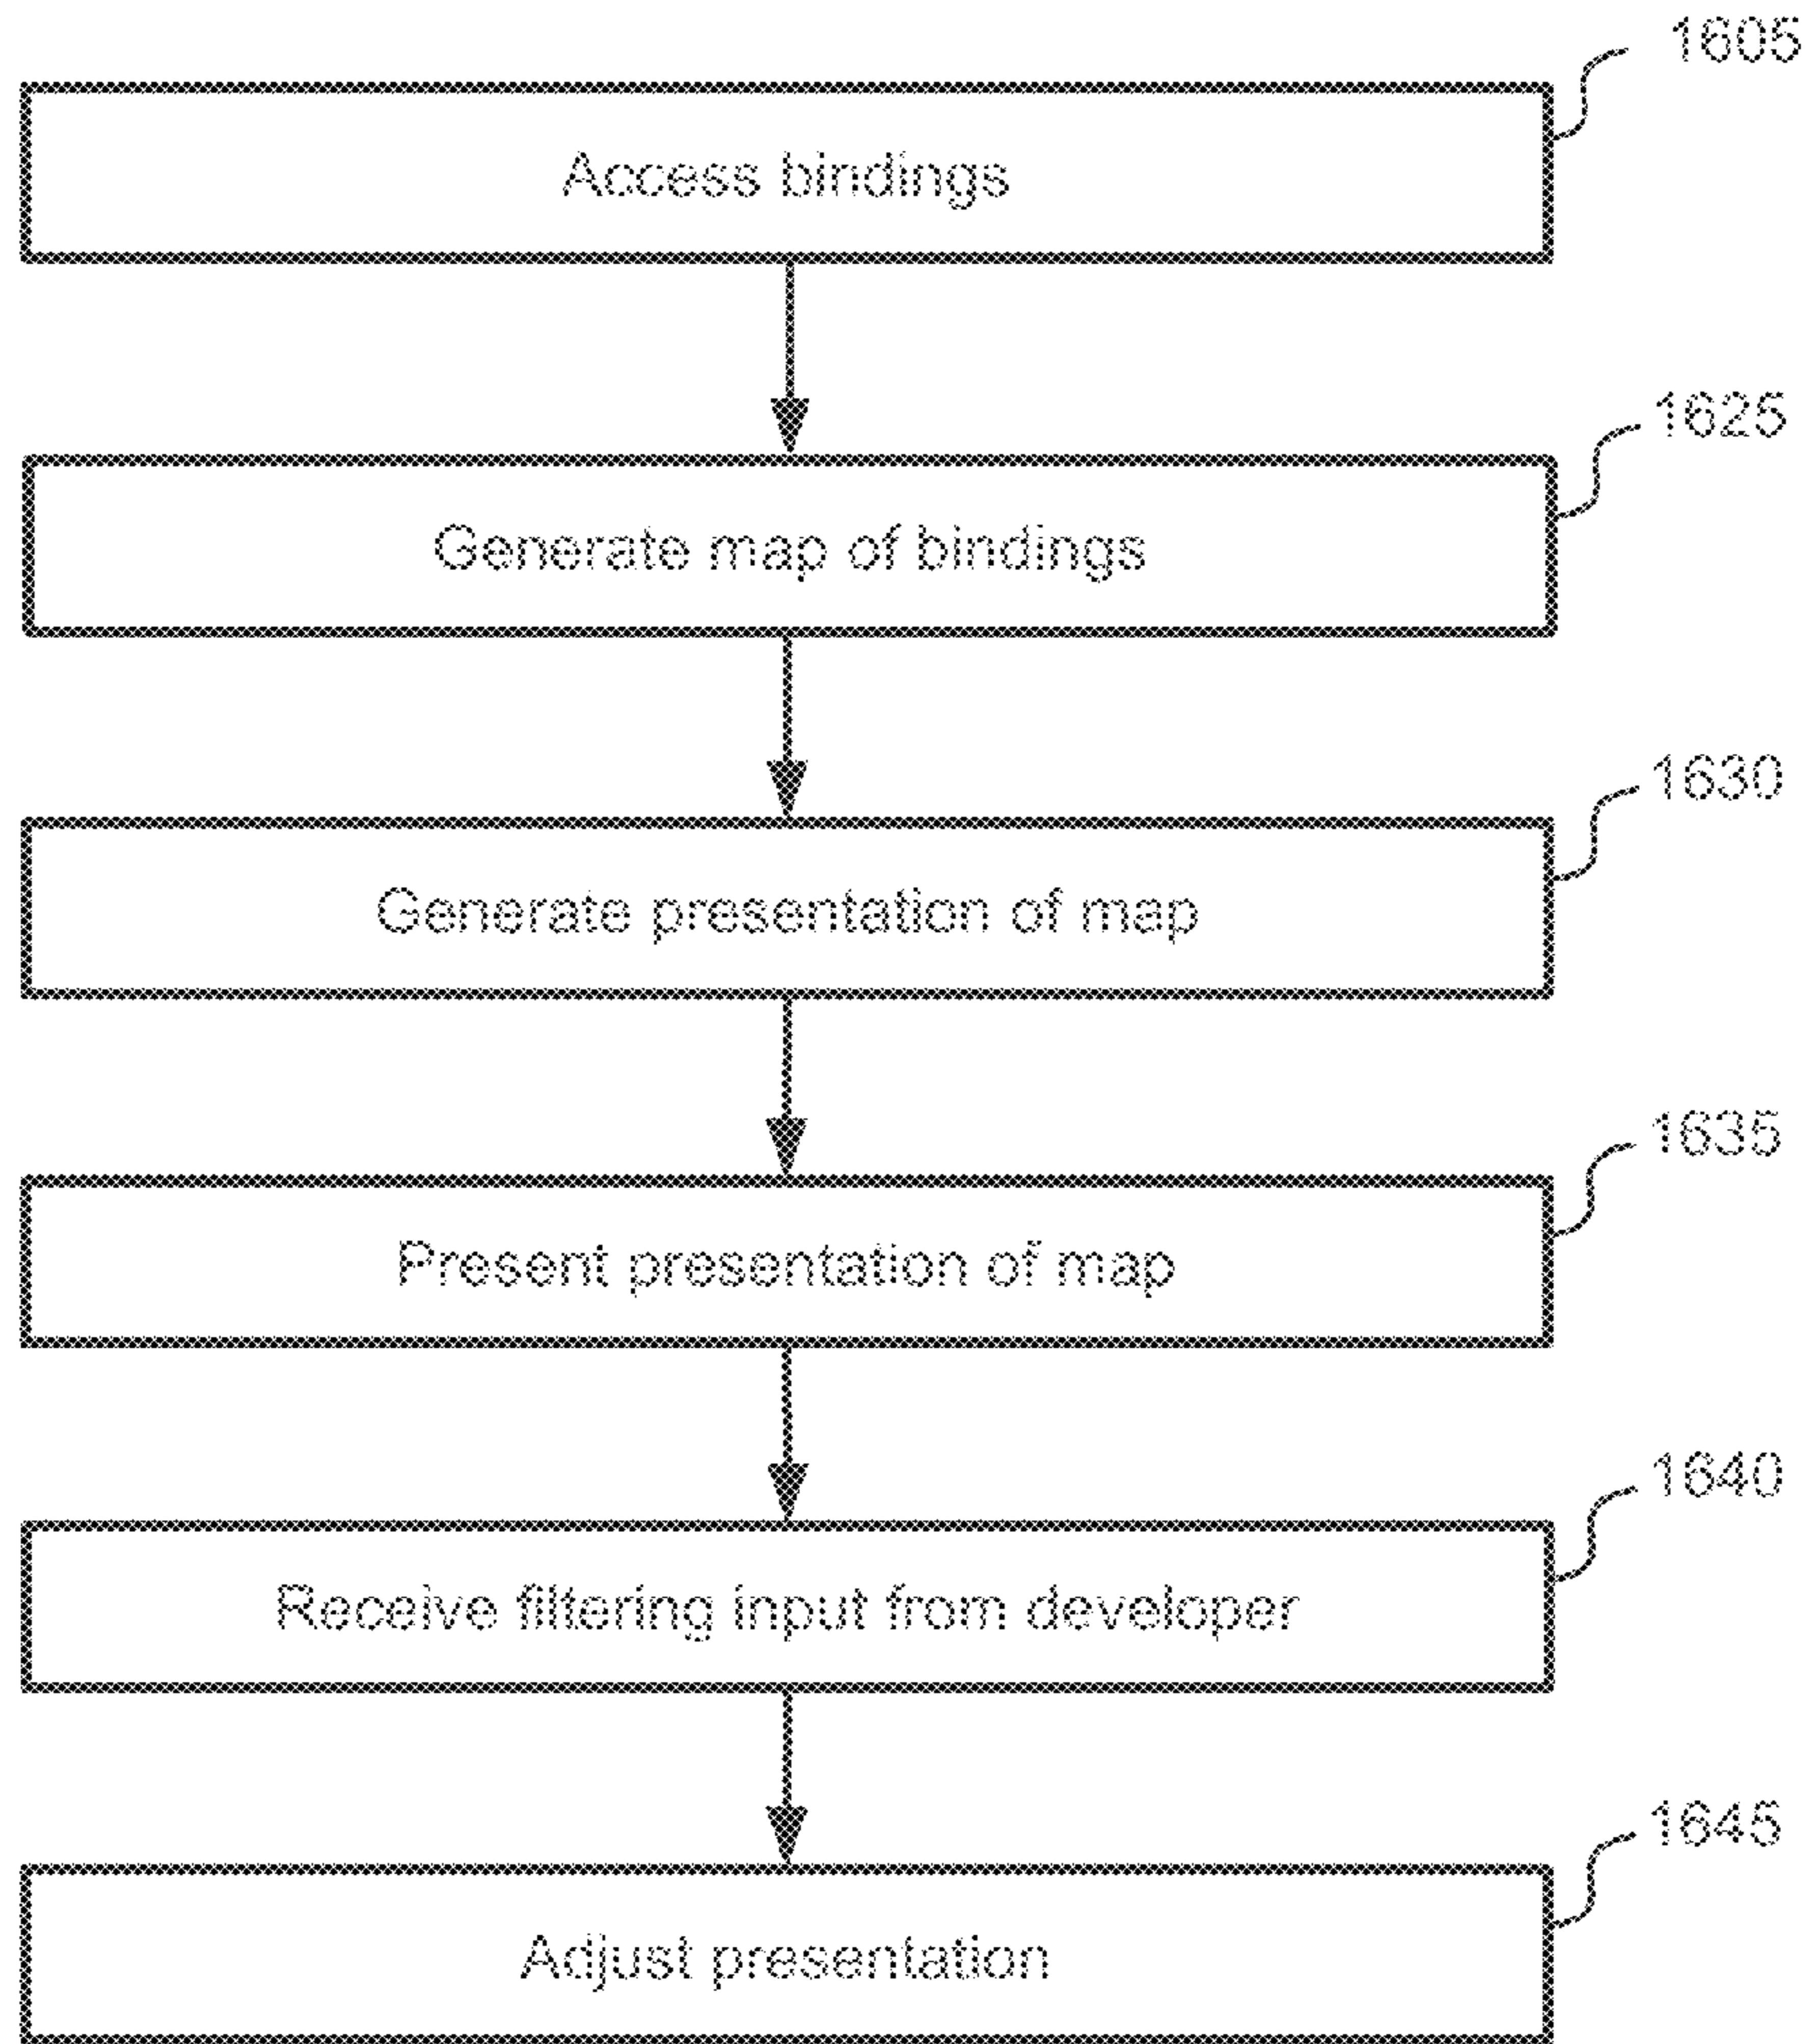 1605
Access bindings
1625
Generate map of bindings
1630
Generate presentation of map
1635
Present presentation of map
1640
Receive filtering input from developer
1645
Adjust presentation